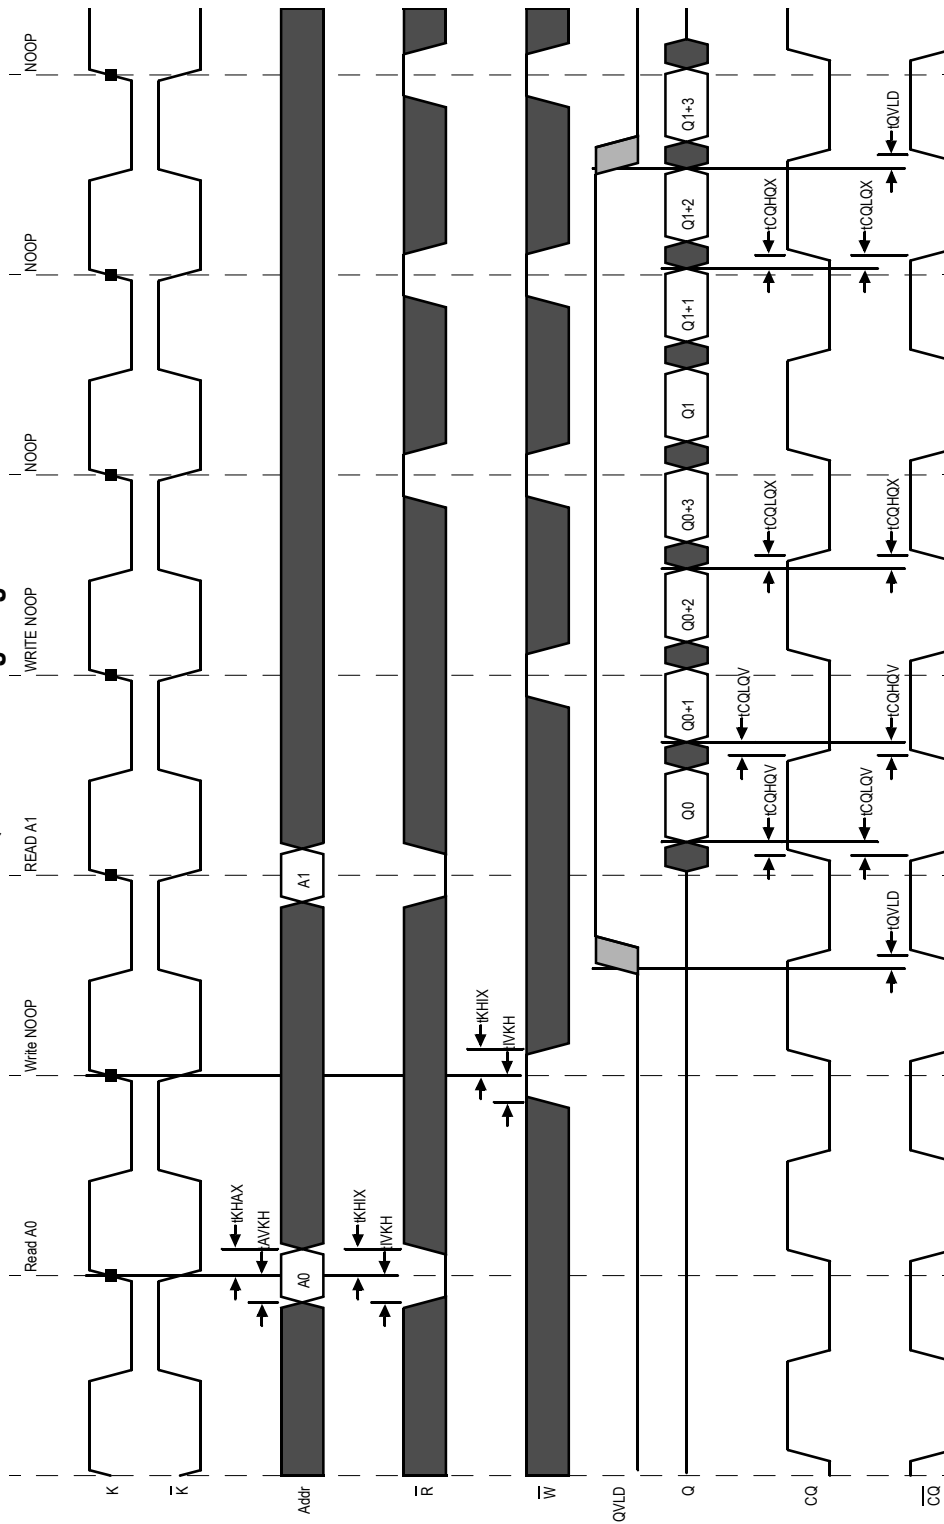 Read A0 Write NOOP READ A1 WRITE NOOP NOOP NOOP NOOP
K
K
tKHAX
tAVKH
Addr A0 A1
tKHIX
tIVKH
R
tKHIX
tIVKH
W
QVLD
Q Q0 Q0+1 Q0+2 Q0+3 Q1 Q1+1 Q1+2 Q1+3
tCQLQV
tCQHQV tCQLQX tCQHQX
CQ
tCQLQV tCQLQX
tQVLD tCQHQV tCQHQX tQVLD
CQ